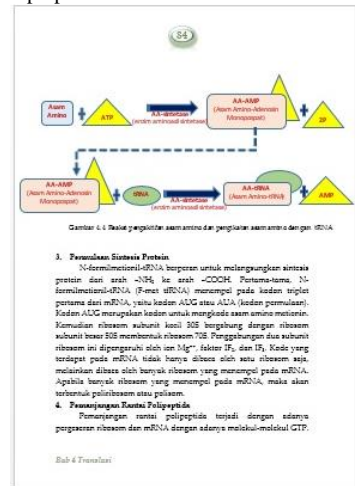 54
Asam
Amino
ATP
AA-sintetase
(enzim aminoasil sintetase)
AA-AMP
(Asam Amino-Adenosin
Monopospat)
2P
AA-AMP
(Asam Amino-Adenosin
Monopospat)
tRNA
AA-sintetase
(enzim aminoasil sintetase)
AA-tRNA
(Asam Amino-tRNA)
AMP
Gambar 4.4 Reaksi pengaktifan asam amino dan pengikatan asam amino dengan tRNA
3. Permulaan Sintesis Protein
N-formilmetionil-tRNA berperan untuk melangsungkan sintesis
protein dari arah –NH₂ ke arah –COOH. Pertama-tama, N-
formilmetionil-tRNA (F-met tRNA) menempel pada kodon triplet
pertama dari mRNA, yaitu kodon AUG atau AUA (kodon permulaan).
Kodon AUG merupakan kodon untuk mengkode asam amino metionin.
Kemudian ribosom subunit kecil 30S bergabung dengan ribosom
subunit besar 50S membentuk ribosom 70S. Penggabungan dua subunit
ribosom ini dipengaruhi oleh ion Mg⁺⁺, faktor IF₂, dan IF₁. Kode yang
terdapat pada mRNA tidak hanya dibaca oleh satu ribosom saja,
melainkan dibaca oleh banyak ribosom yang menempel pada mRNA.
Apabila banyak ribosom yang menempel pada mRNA, maka akan
terbentuk poliribosom atau polisom.
4. Pemanjangan Rantai Polipeptida
Pemanjangan rantai polipeptida terjadi dengan adanya
pergeseran ribosom dan mRNA dengan adanya molekul-molekul GTP.
Bab 4 Translasi